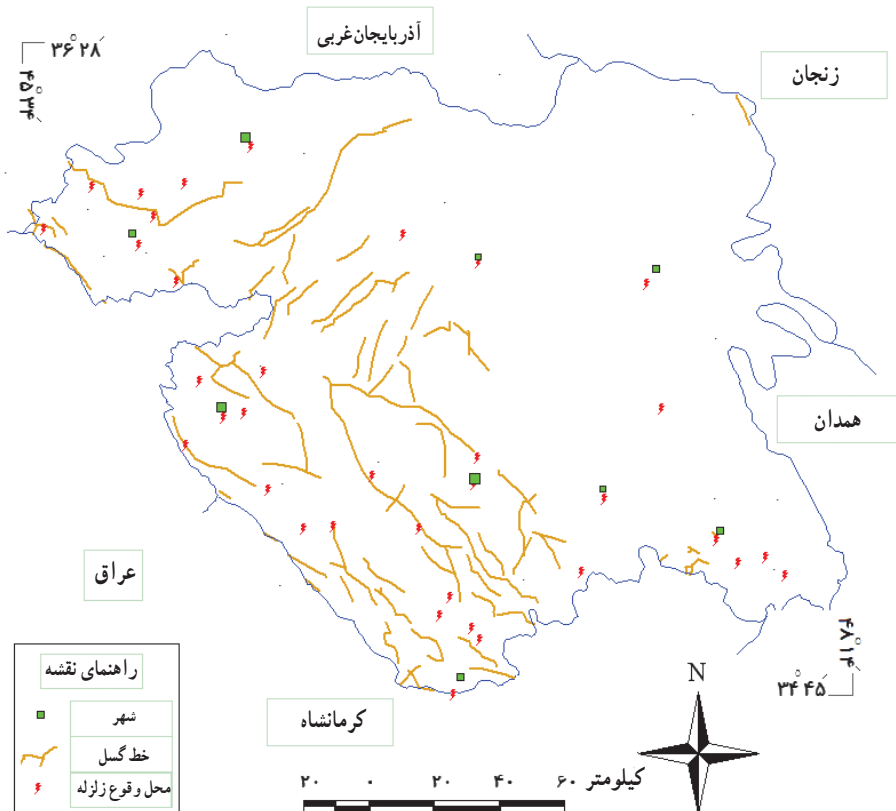 آذربایجان غربی
۳۶° ۲۸′
۴۵° ۳۴′
زنجان
همدان
عراق
۴۸° ۱۴′
۳۴° ۴۵′
کرمانشاه
راهنمای نقشه
شهر
خط گسل
محل وقوع زلزله
N
۲۰ ۰ ۲۰ ۴۰ ۶۰ کیلومتر